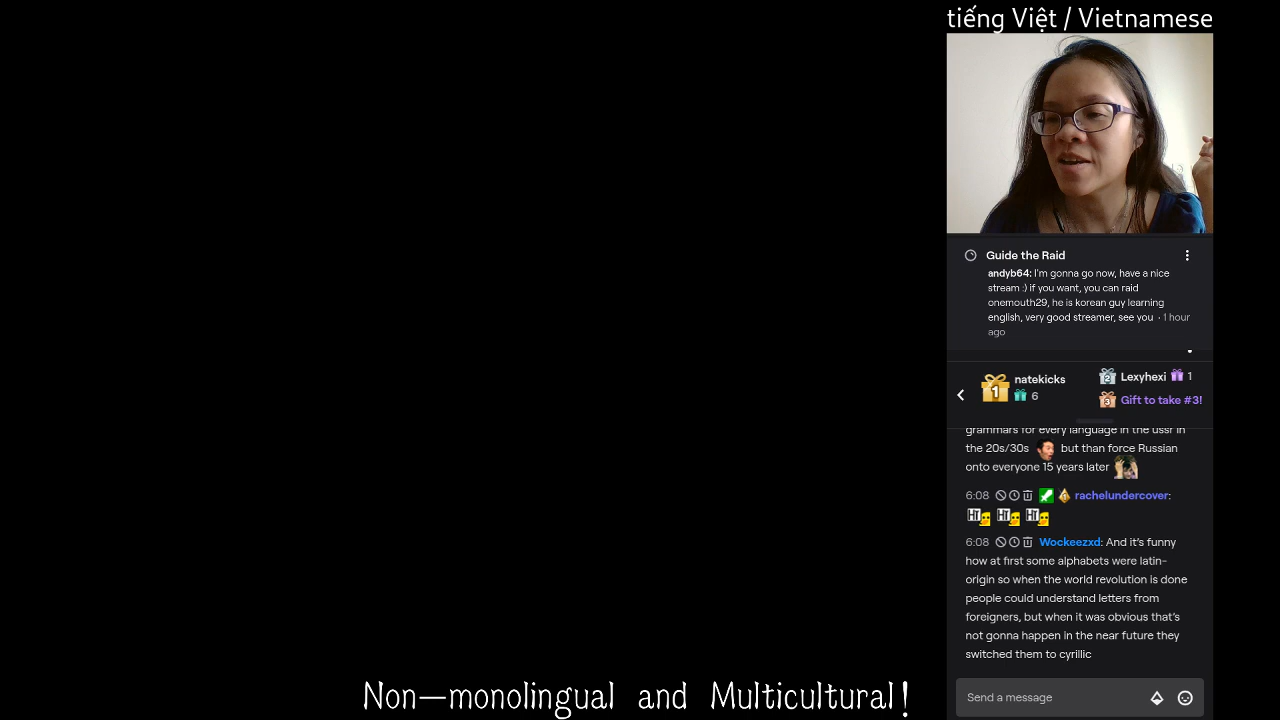 tiếng Việt / Vietnamese
Guide the Raid
andyb64: I'm gonna go now, have a nice
stream :) if you want, you can raid
onemouth29, he is korean guy learning
english, very good streamer, see you · 1 hour
ago
1 natekicks
6
2 Lexyhexi 1
3 Gift to take #3!
grammars for every language in the ussr in
the 20s/30s but than force Russian
onto everyone 15 years later
6:08 rachelundercover:
HI HI HI
6:08 Wockeezxd: And it's funny
how at first some alphabets were latin-
origin so when the world revolution is done
people could understand letters from
foreigners, but when it was obvious that's
not gonna happen in the near future they
switched them to cyrillic
Send a message
Non-monolingual and Multicultural!